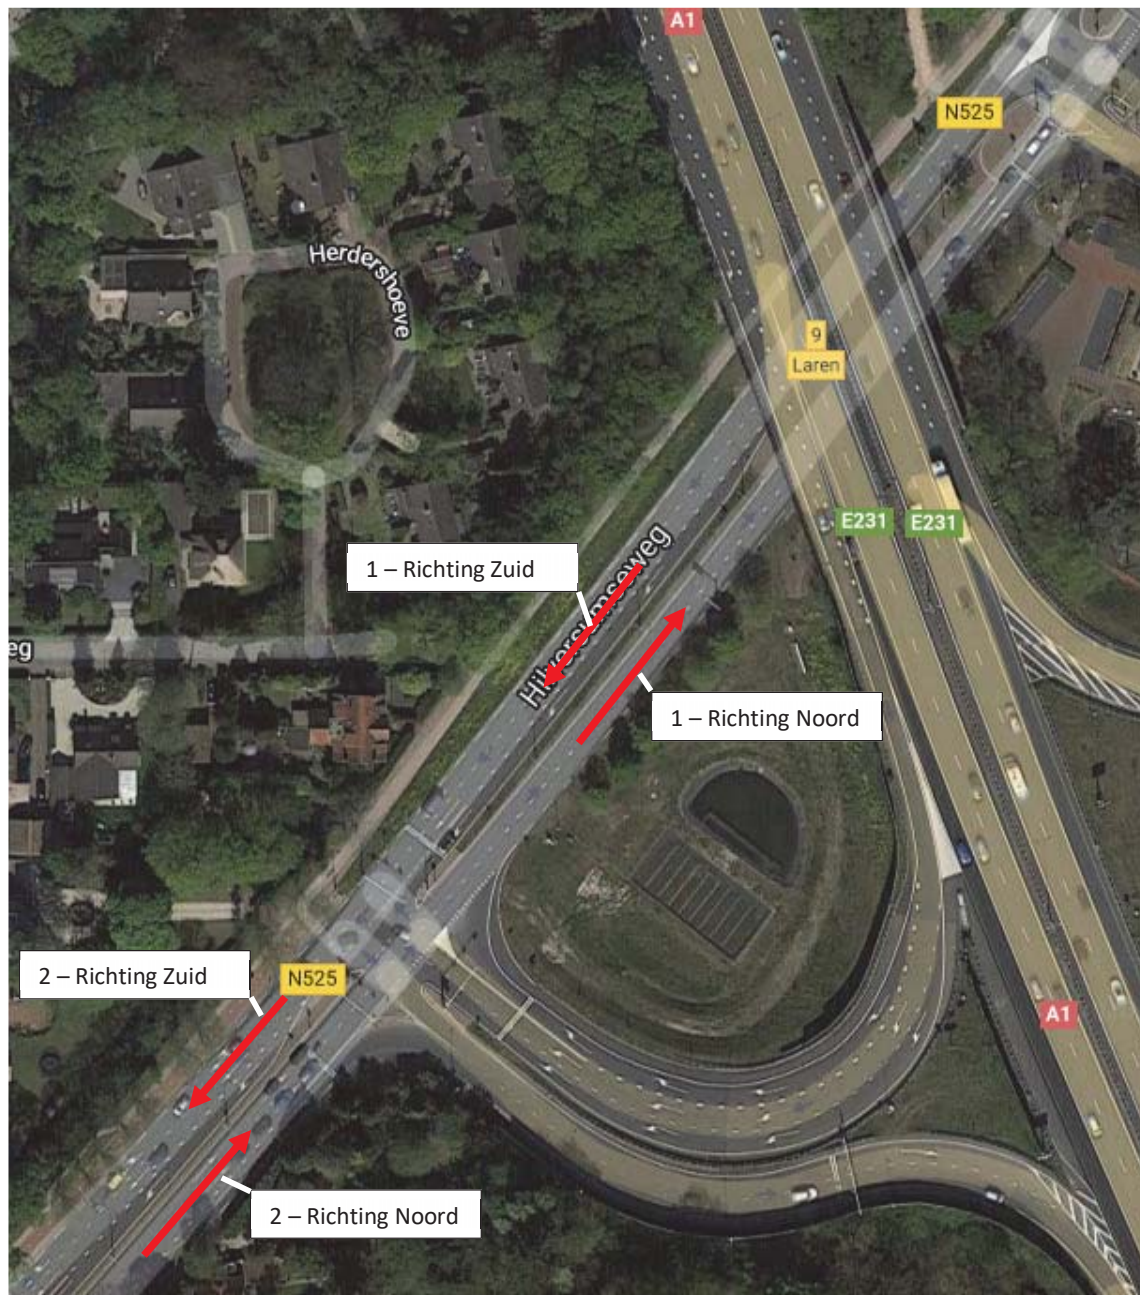 A1
N525
Herdershoeve
9
Laren
E231
E231
1 – Richting Zuid
Hilversumseweg
eg
1 – Richting Noord
2 – Richting Zuid
N525
A1
2 – Richting Noord